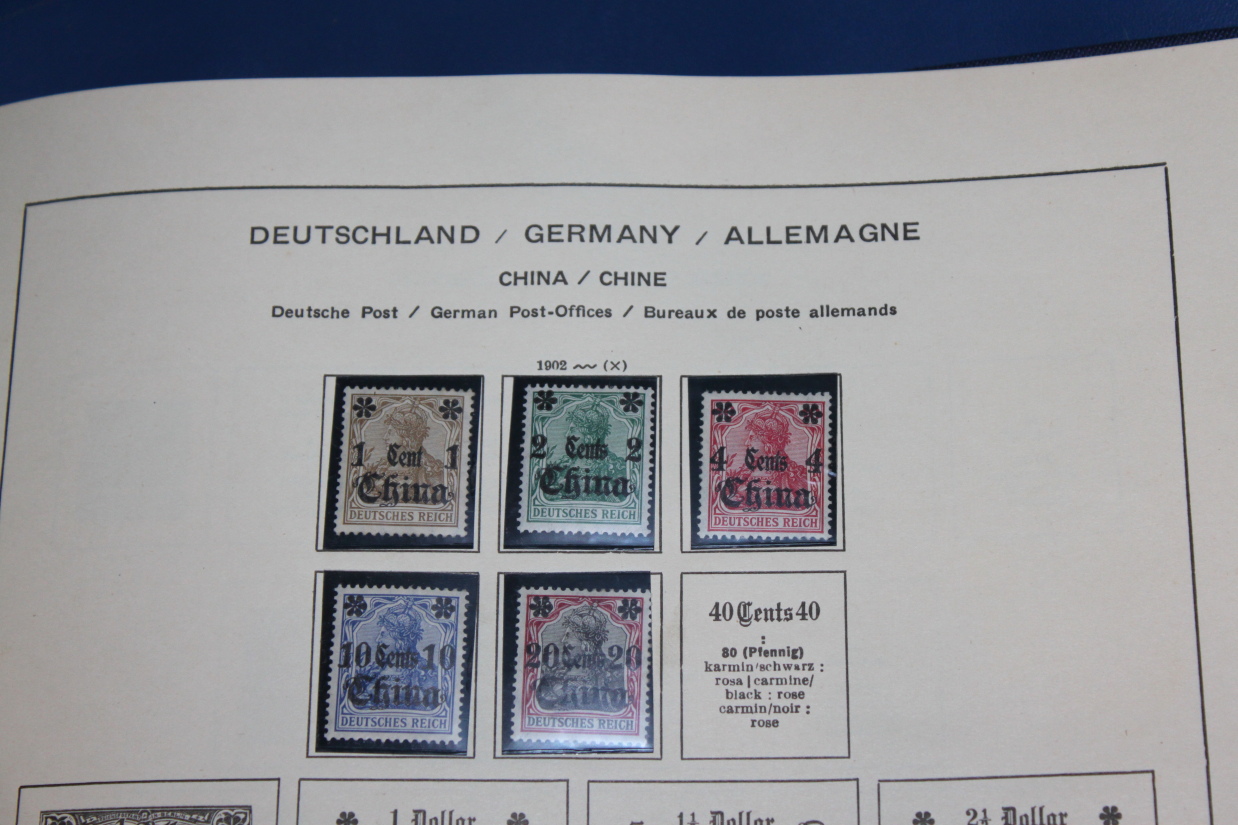 DEUTSCHLAND / GERMANY / ALLEMAGNE
CHINA / CHINE
Deutsche Post / German Post-Offices / Bureaux de poste allemands
1902 〜 (×)
1 Cent 1
China
DEUTSCHES REICH
2 Cents 2
China
DEUTSCHES REICH
4 Cents 4
China
DEUTSCHES REICH
10 Cents 10
China
DEUTSCHES REICH
20 Cents 20
China
DEUTSCHES REICH
40 Cents 40
:
80 (Pfennig)
karmin/schwarz :
rosa | carmine/
black : rose
carmin/noir :
rose
1 Dollar
1½ Dollar
2½ Dollar